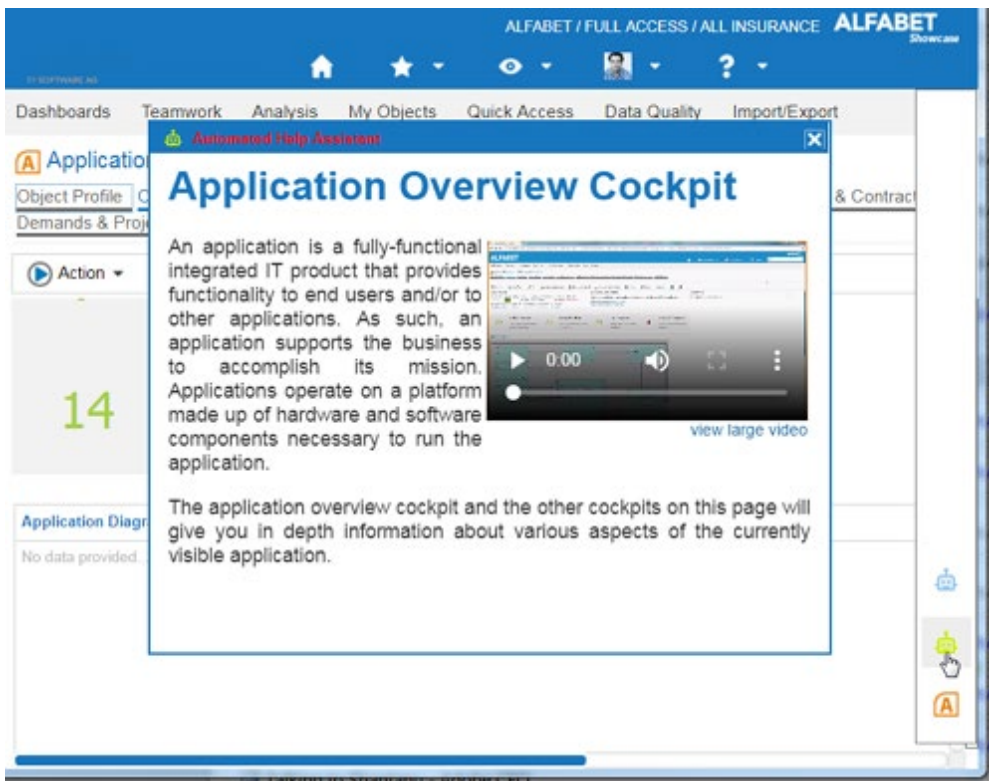 ALFABET / FULL ACCESS / ALL INSURANCE
ALFABET
Showcase
Dashboards Teamwork Analysis My Objects Quick Access Data Quality Import/Export
Automated Help Assistant
A Applicatio
Object Profile
& Contract
Demands & Proj
Action
14
Application Overview Cockpit
An application is a fully-functional
integrated IT product that provides
functionality to end users and/or to
other applications. As such, an
application supports the business
to accomplish its mission.
Applications operate on a platform
made up of hardware and software
components necessary to run the
application.
ALFABET
0:00
view large video
The application overview cockpit and the other cockpits on this page will
give you in depth information about various aspects of the currently
visible application.
Application Diagr
No data provided
A